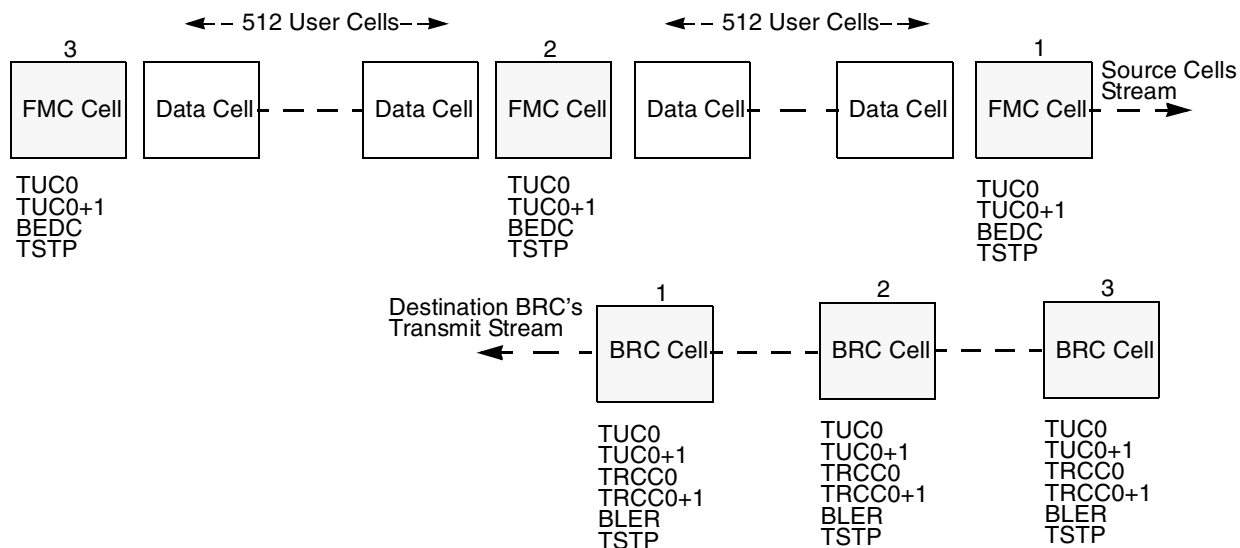 512 User Cells
512 User Cells
3
2
1
FMC Cell
Data Cell
Data Cell
FMC Cell
Data Cell
Data Cell
FMC Cell
Source Cells
Stream
TUC0
TUC0+1
BEDC
TSTP
TUC0
TUC0+1
BEDC
TSTP
TUC0
TUC0+1
BEDC
TSTP
Destination BRC's
Transmit Stream
1
2
3
BRC Cell
BRC Cell
BRC Cell
TUC0
TUC0+1
TRCC0
TRCC0+1
BLER
TSTP
TUC0
TUC0+1
TRCC0
TRCC0+1
BLER
TSTP
TUC0
TUC0+1
TRCC0
TRCC0+1
BLER
TSTP